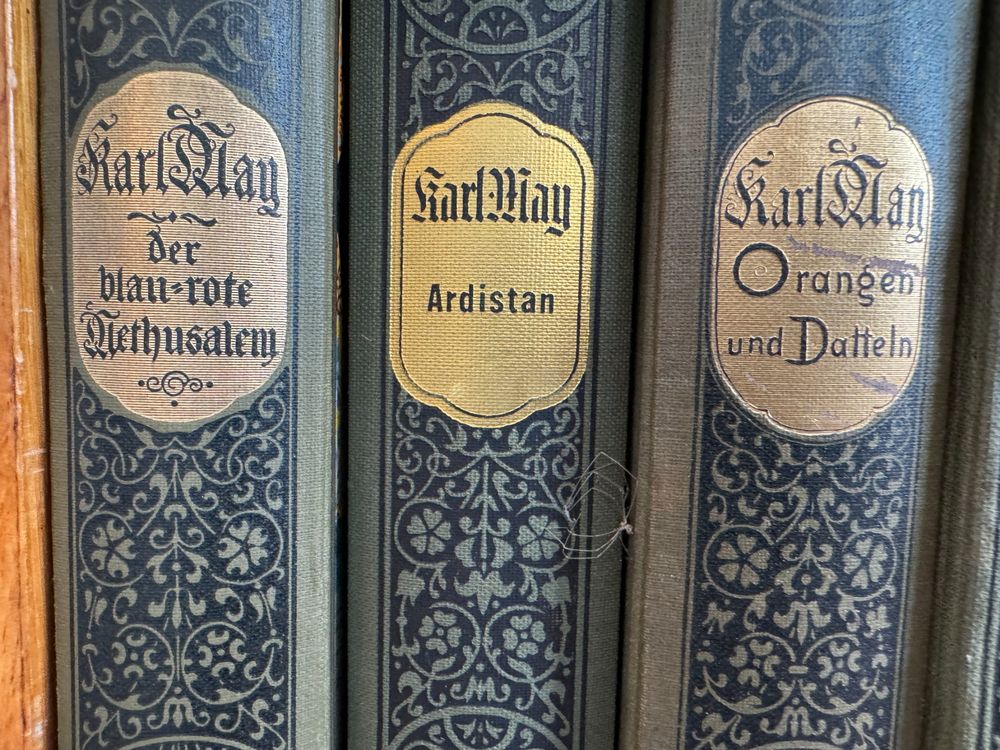 Karl May
der
blau-rote
Methusalem
Karl May
Ardistan
Karl May
Orangen
und Datteln